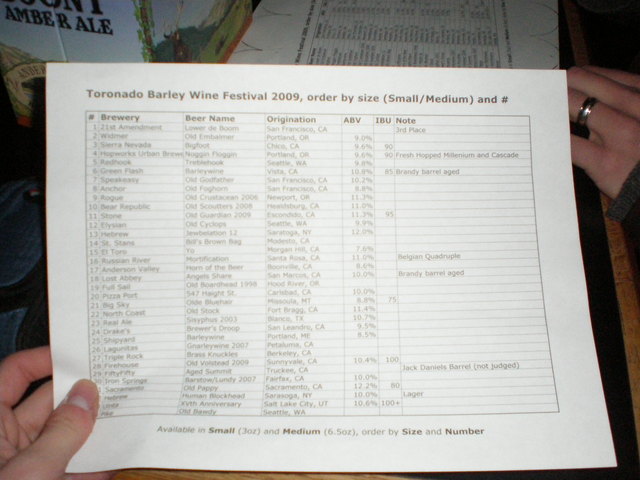 OUNT
AMBER ALE
Toronado Barley Wine Festival 2009, order by size (Small/Medium) and #
# Brewery Beer Name Origination ABV IBU Note
1 21st Amendment Lower de Boom San Francisco, CA 3rd Place
2 Widmer Old Embalmer Portland, OR 9.0%
3 Sierra Nevada Bigfoot Chico, CA 9.6% 90
4 Hopworks Urban Brewe Noggin Floggin Portland, OR 9.6% 90 Fresh Hopped Millenium and Cascade
5 Redhook Treblehook Seattle, WA 9.8%
6 Green Flash Barleywine Vista, CA 10.9% 85 Brandy barrel aged
7 Speakeasy Old Godfather San Francisco, CA 10.2%
8 Anchor Old Foghorn San Francisco, CA 8.8%
9 Rogue Old Crustacean 2006 Newport, OR 11.3%
10 Bear Republic Old Scoutters 2008 Healdsburg, CA 11.0%
11 Stone Old Guardian 2009 Escondido, CA 11.3% 95
12 Elysian Old Cyclops Seattle, WA 9.9%
13 Hebrew Jewbelation 12 Saratoga, NY 12.0%
14 St. Stans Bill's Brown Bag Modesto, CA
15 El Toro Yo Morgan Hill, CA 7.6%
16 Russian River Mortification Santa Rosa, CA 11.0% Belgian Quadruple
17 Anderson Valley Horn of the Beer Boonville, CA 8.6%
18 Lost Abbey Angels Share San Marcos, CA 10.0% Brandy barrel aged
19 Full Sail Old Boardhead 1998 Hood River, OR
20 Pizza Port 547 Haight St. Carlsbad, CA 10.0%
21 Big Sky Olde Bluehair Missoula, MT 8.8% 75
22 North Coast Old Stock Fort Bragg, CA 11.4%
23 Real Ale Sisyphus 2003 Blanco, TX 10.7%
24 Drake's Brewer's Droop San Leandro, CA 9.5%
25 Shipyard Barleywine Portland, ME 8.5%
26 Lagunitas Gnarleywine 2007 Petaluma, CA
27 Triple Rock Brass Knuckles Berkeley, CA
28 Firehouse Old Volstead 2009 Sunnyvale, CA 10.4% 100
29 FiftyFifty Aged Summit Truckee, CA Jack Daniels Barrel (not judged)
30 Iron Springs Barstow/Lundy 2007 Fairfax, CA 10.0%
Sacramento Old Pappy Sacramento, CA 12.2% 80
Hebrew Human Blockhead Sarasoga, NY 10.0% Lager
Uinta XVth Anniversary Salt Lake City, UT 10.6% 100+
Pike Old Bawdy Seattle, WA
Available in Small (3oz) and Medium (6.5oz), order by Size and Number